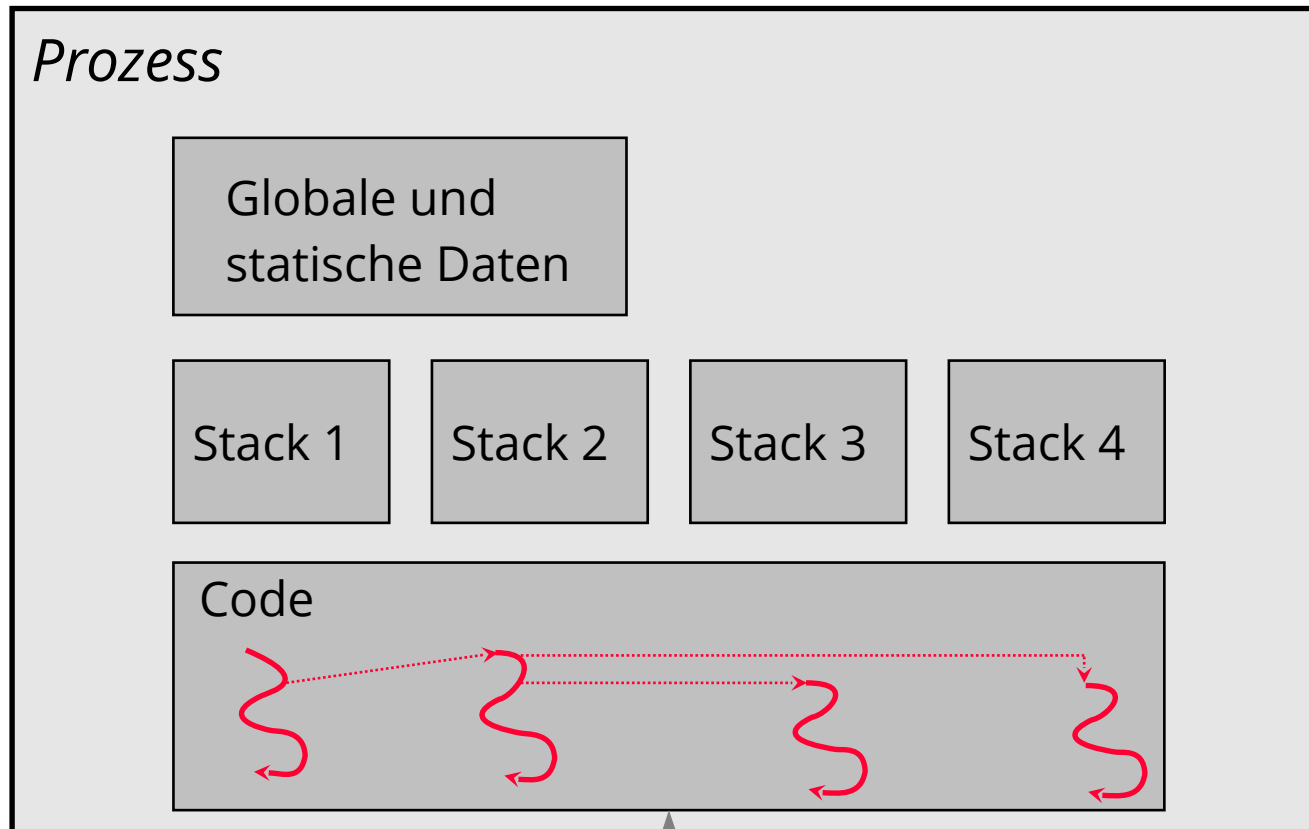 Prozess
Globale und
statische Daten
Stack 1
Stack 2
Stack 3
Stack 4
Code